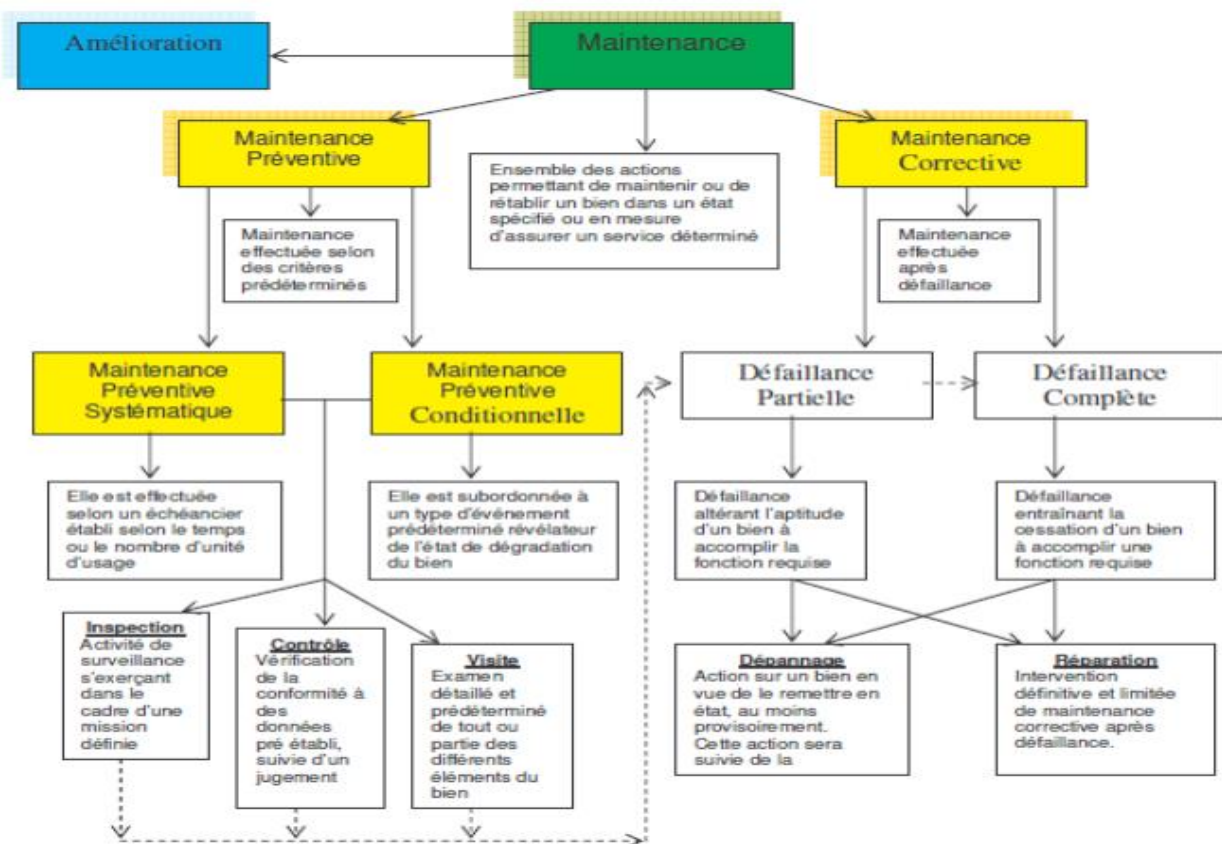 Amélioration
Maintenance
Maintenance
Préventive
Maintenance
Corrective
Ensemble des actions
permettant de maintenir ou de
rétablir un bien dans un état
spécifié ou en mesure
d'assurer un service déterminé
Maintenance
effectuée selon
des critères
prédéterminés
Maintenance
effectuée
après
défaillance
Maintenance
Préventive
Systématique
Maintenance
Préventive
Conditionnelle
Défaillance
Partielle
Défaillance
Complète
Elle est effectuée
selon un échéancier
établi selon le temps
ou le nombre d'unité
d'usage
Elle est subordonnée à
un type d'événement
prédéterminé révélateur
de l'état de dégradation
du bien
Défaillance
altérant l'aptitude
d'un bien à
accomplir la
fonction requise
Défaillance
entraînant la
cessation d'un bien
à accomplir une
fonction requise
Inspection
Activité de
surveillance
s'exerçant
dans le
cadre d'une
mission
définie
Contrôle
Vérification
de la
conformité à
des
données
pré établi,
suivie d'un
jugement
Visite
Examen
détaillé et
prédéterminé
de tout ou
partie des
différents
éléments du
bien
Dépannage
Action sur un bien en
vue de le remettre en
état, au moins
provisoirement.
Cette action sera
suivie de la
Réparation
Intervention
définitive et limitée
de maintenance
corrective après
défaillance.